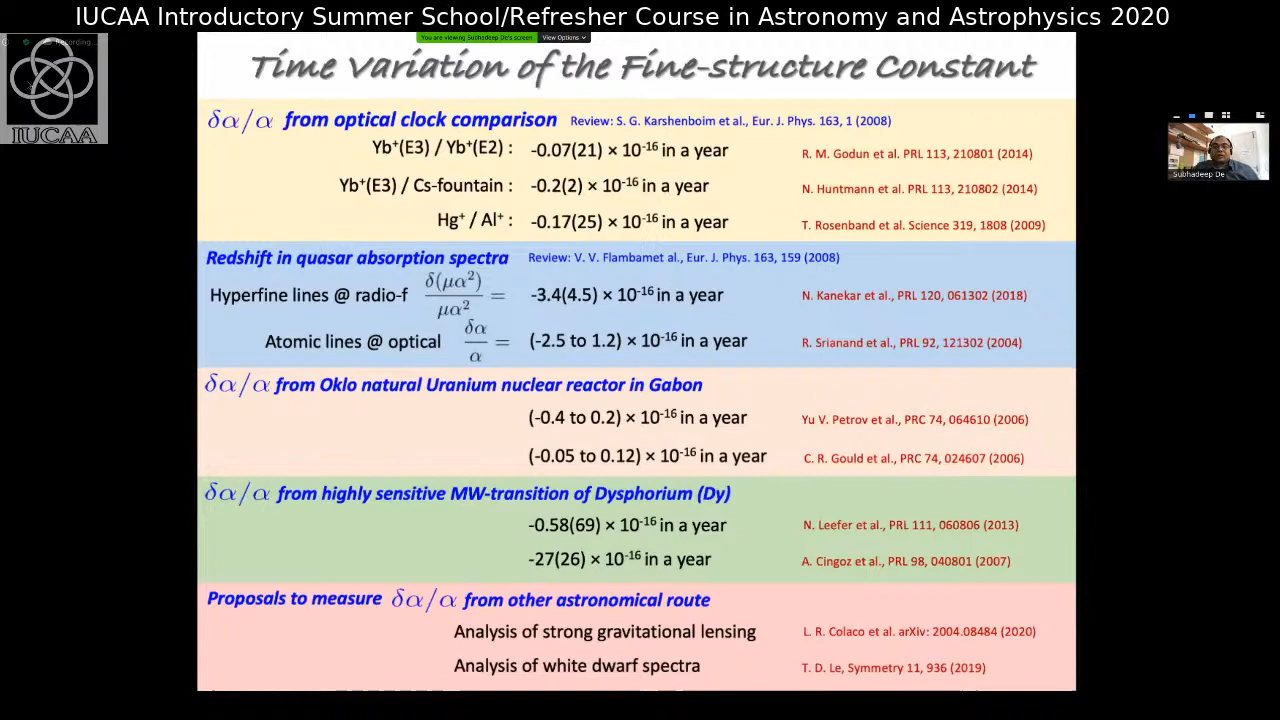 IUCAA Introductory Summer School/Refresher Course in Astronomy and Astrophysics 2020
Recording...
You are viewing Subhadeep De's screen View Options
IUCAA
Time Variation of the Fine-structure Constant
δα/α from optical clock comparison Review: S. G. Karshenboim et al., Eur. J. Phys. 163, 1 (2008)
Yb⁺(E3) / Yb⁺(E2) : -0.07(21) × 10⁻¹⁶ in a year R. M. Godun et al. PRL 113, 210801 (2014)
Yb⁺(E3) / Cs-fountain : -0.2(2) × 10⁻¹⁶ in a year N. Huntmann et al. PRL 113, 210802 (2014)
Hg⁺ / Al⁺ : -0.17(25) × 10⁻¹⁶ in a year T. Rosenband et al. Science 319, 1808 (2009)
Redshift in quasar absorption spectra Review: V. V. Flambamet al., Eur. J. Phys. 163, 159 (2008)
Hyperfine lines @ radio-f δ(μα²)/μα² = -3.4(4.5) × 10⁻¹⁶ in a year N. Kanekar et al., PRL 120, 061302 (2018)
Atomic lines @ optical δα/α = (-2.5 to 1.2) × 10⁻¹⁶ in a year R. Srianand et al., PRL 92, 121302 (2004)
δα/α from Oklo natural Uranium nuclear reactor in Gabon
(-0.4 to 0.2) × 10⁻¹⁶ in a year Yu V. Petrov et al., PRC 74, 064610 (2006)
(-0.05 to 0.12) × 10⁻¹⁶ in a year C. R. Gould et al., PRC 74, 024607 (2006)
δα/α from highly sensitive MW-transition of Dysphorium (Dy)
-0.58(69) × 10⁻¹⁶ in a year N. Leefer et al., PRL 111, 060806 (2013)
-27(26) × 10⁻¹⁶ in a year A. Cingoz et al., PRL 98, 040801 (2007)
Proposals to measure δα/α from other astronomical route
Analysis of strong gravitational lensing L. R. Colaco et al. arXiv: 2004.08484 (2020)
Analysis of white dwarf spectra T. D. Le, Symmetry 11, 936 (2019)
Subhadeep De